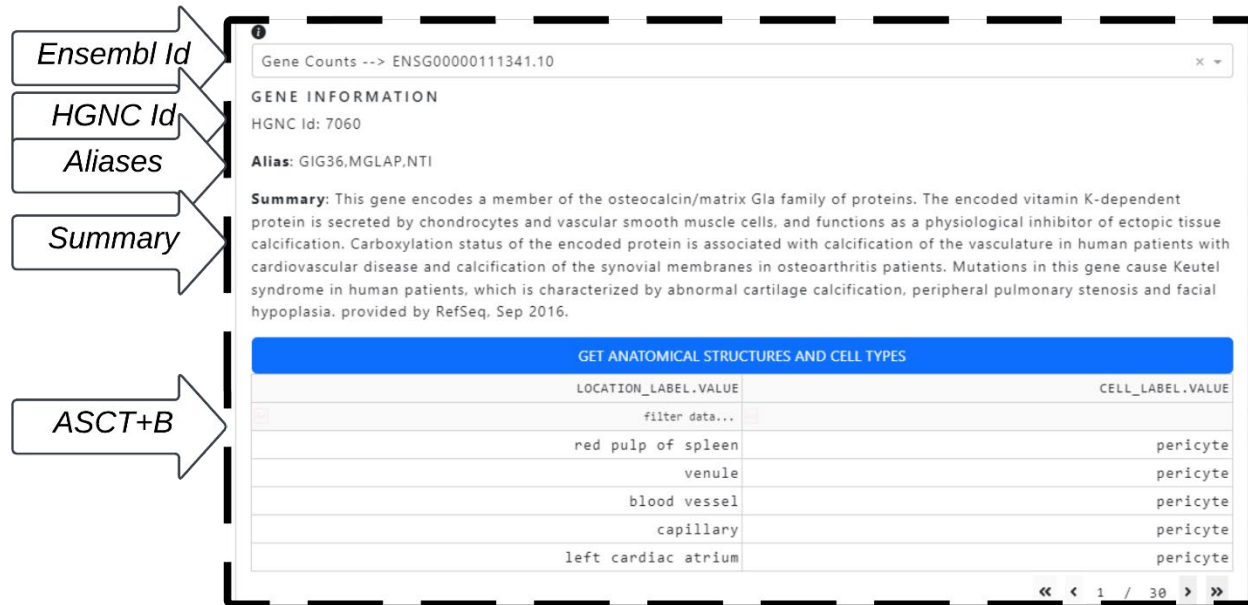 Ensembl Id
HGNC Id
Aliases
Summary
ASCT+B
Gene Counts --> ENSG00000111341.10
GENE INFORMATION
HGNC Id: 7060
Alias: GIG36,MGLAP,NTI
Summary: This gene encodes a member of the osteocalcin/matrix Gla family of proteins. The encoded vitamin K-dependent
protein is secreted by chondrocytes and vascular smooth muscle cells, and functions as a physiological inhibitor of ectopic tissue
calcification. Carboxylation status of the encoded protein is associated with calcification of the vasculature in human patients with
cardiovascular disease and calcification of the synovial membranes in osteoarthritis patients. Mutations in this gene cause Keutel
syndrome in human patients, which is characterized by abnormal cartilage calcification, peripheral pulmonary stenosis and facial
hypoplasia. provided by RefSeq, Sep 2016.
GET ANATOMICAL STRUCTURES AND CELL TYPES
LOCATION_LABEL.VALUE CELL_LABEL.VALUE
filter data...
red pulp of spleen pericyte
venule pericyte
blood vessel pericyte
capillary pericyte
left cardiac atrium pericyte
« ‹ 1 / 30 › »